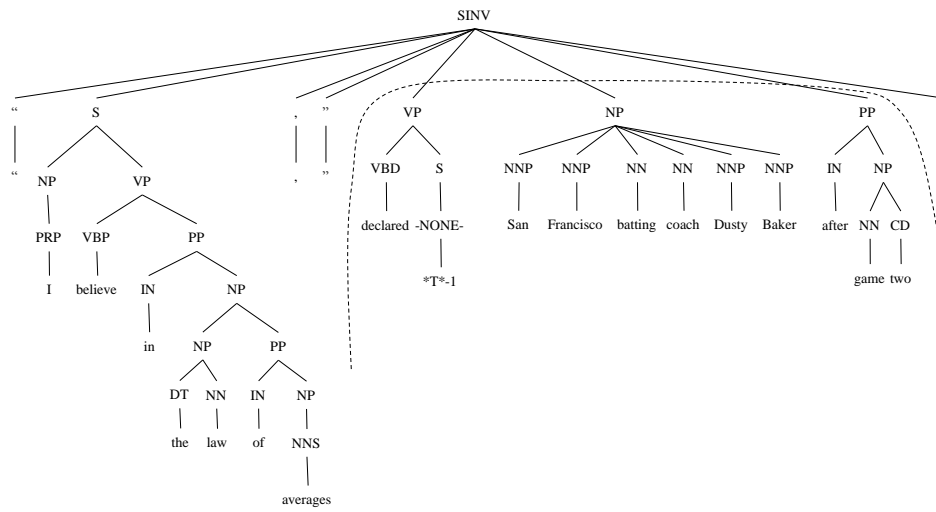 SINV
“ S , ” VP NP PP
“ NP VP , ” VBD S NNP NNP NN NN NNP NNP IN NP
PRP VBP PP declared -NONE- San Francisco batting coach Dusty Baker after NN CD
I believe IN NP *T*-1 game two
in NP PP
DT NN IN NP
the law of NNS
averages